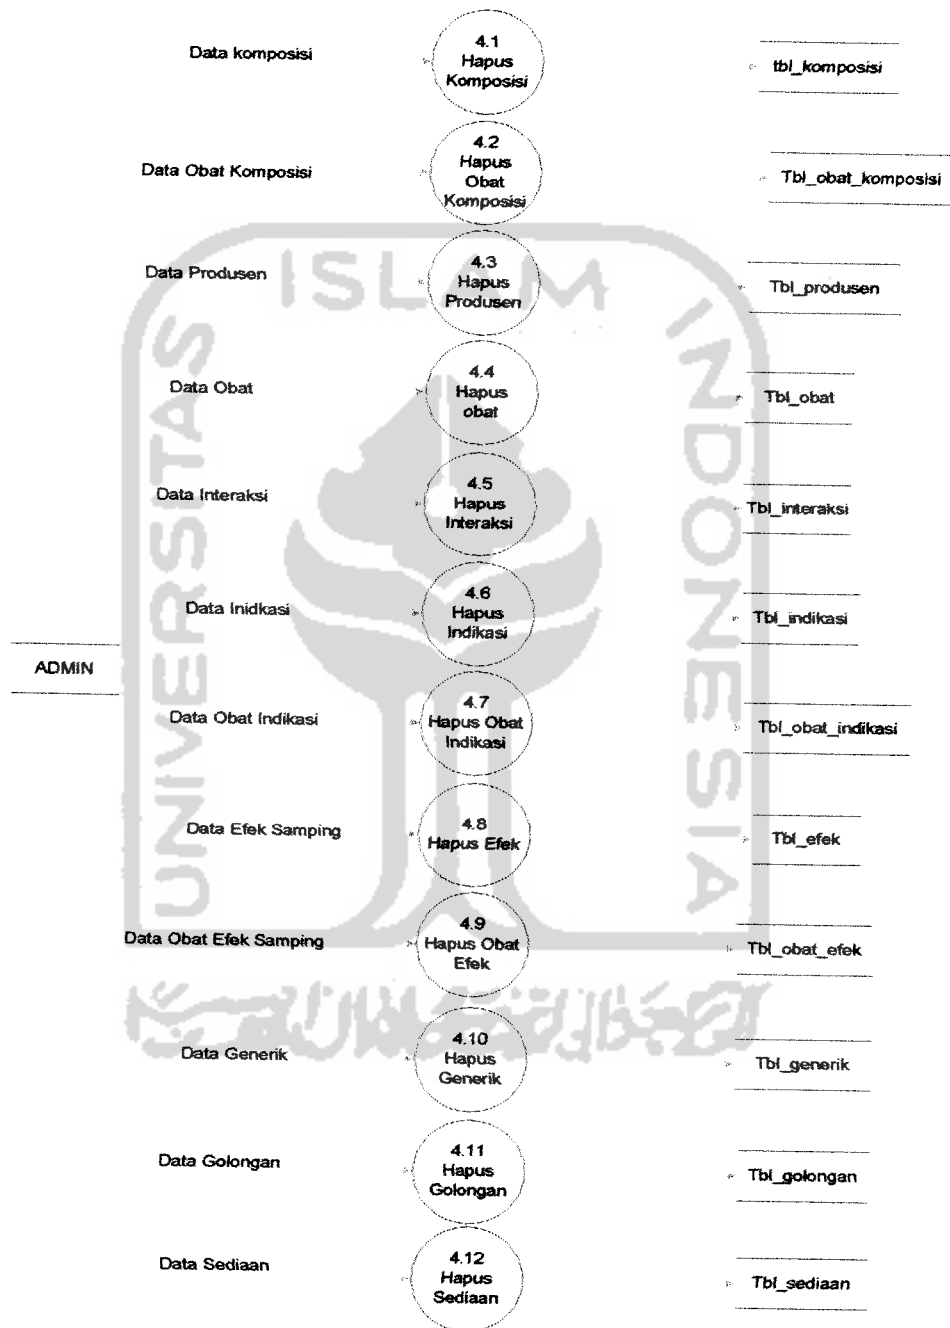 Data komposisi
4.1
Hapus
Komposisi
tbl_komposisi
Data Obat Komposisi
4.2
Hapus
Obat
Komposisi
Tbl_obat_komposisi
Data Produsen
4.3
Hapus
Produsen
Tbl_produsen
Data Obat
4.4
Hapus
obat
Tbl_obat
Data Interaksi
4.5
Hapus
Interaksi
Tbl_interaksi
Data Inidkasi
4.6
Hapus
Indikasi
Tbl_indikasi
ADMIN
Data Obat Indikasi
4.7
Hapus Obat
Indikasi
Tbl_obat_indikasi
Data Efek Samping
4.8
Hapus Efek
Tbl_efek
Data Obat Efek Samping
4.9
Hapus Obat
Efek
Tbl_obat_efek
Data Generik
4.10
Hapus
Generik
Tbl_generik
Data Golongan
4.11
Hapus
Golongan
Tbl_golongan
Data Sediaan
4.12
Hapus
Sediaan
Tbl_sediaan
UNIVERSITAS
ISLAM
INDONESIA